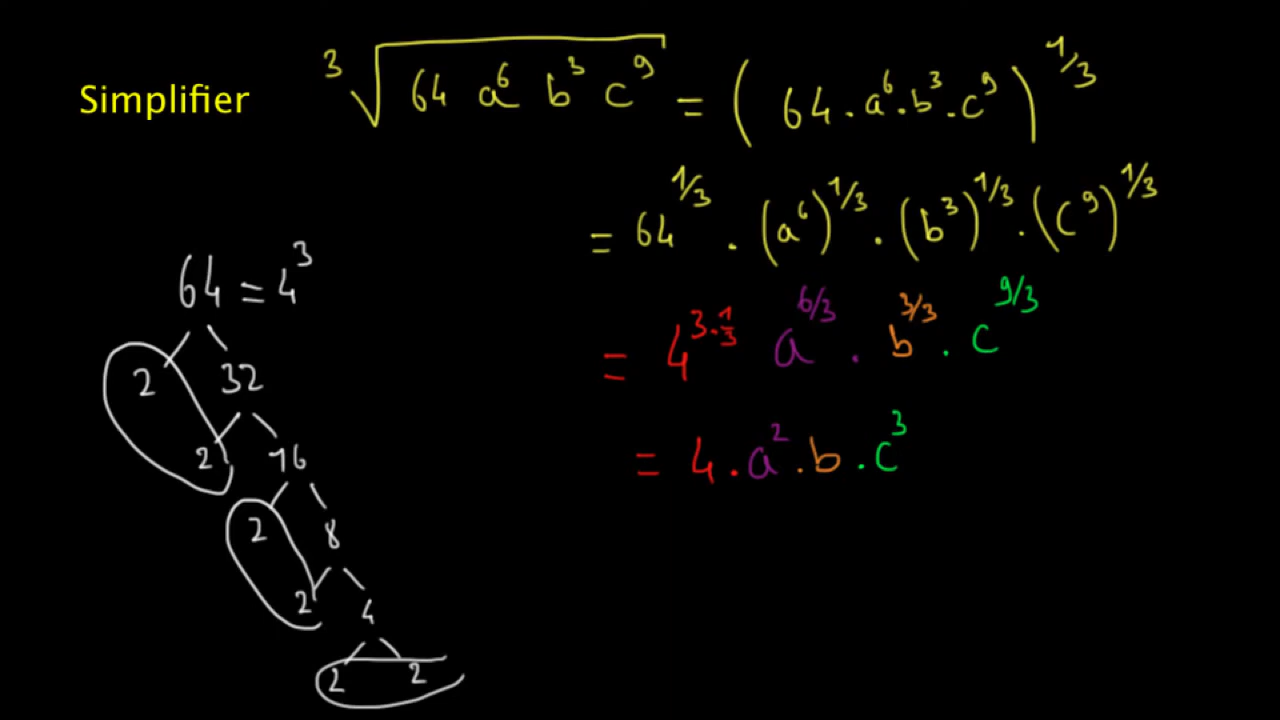 Simplifier ∛(64 a⁶ b³ c⁹) = (64 · a⁶ · b³ · c⁹)^1/3
= 64^1/3 · (a⁶)^1/3 · (b³)^1/3 · (c⁹)^1/3
64 = 4³
= 4^3·1/3 a^6/3 · b^3/3 · c^9/3
2 32
= 4 · a² · b · c³
2 16
2 8
2 4
2 2